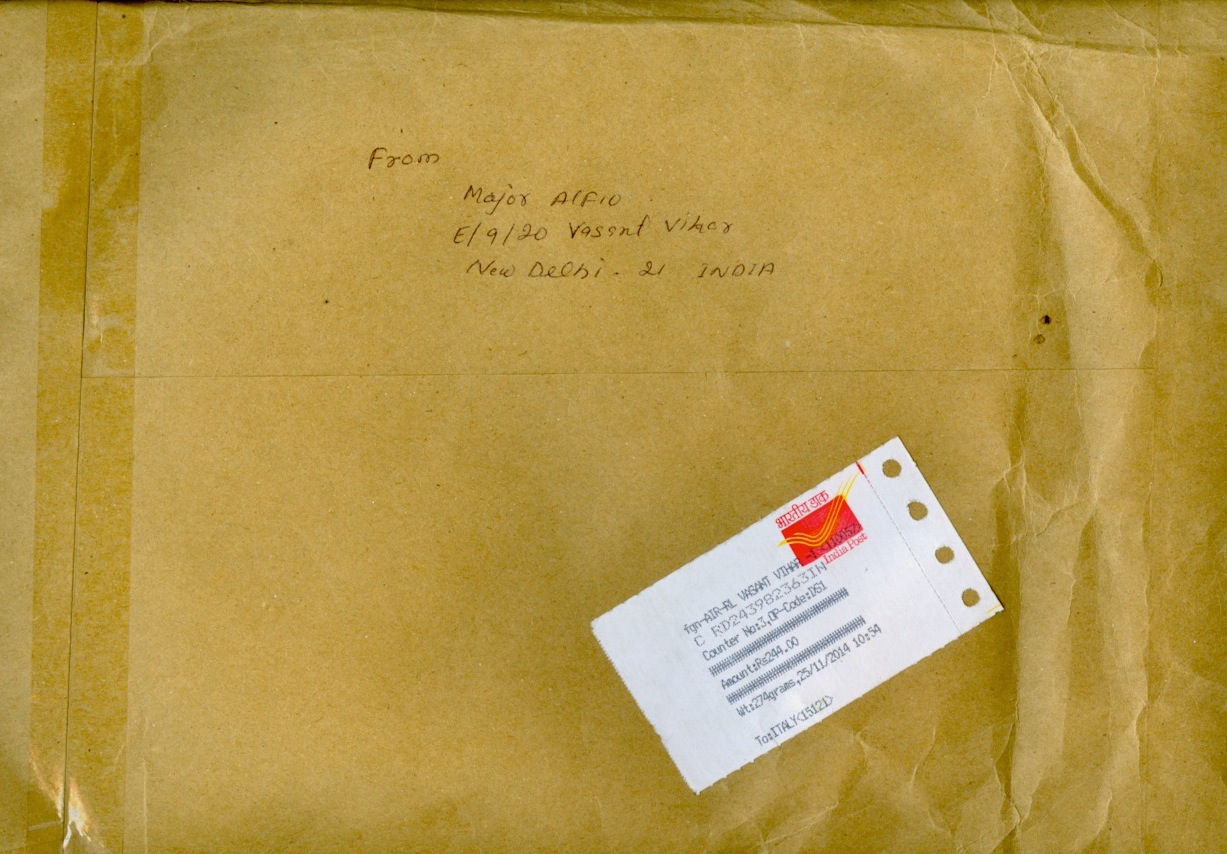 From
Major Alfio
E/9/20 Vasant Vihar
New Delhi - 21 INDIA
भारतीय डाक
India Post
fgn-AIR-RL VASANT VIHAR
C RD243982363IN
Counter No:3,OP-Code:DG1
Amount:Rs244.00
Wt:274grams,25/11/2014 10:54
To:ITALY<15121>